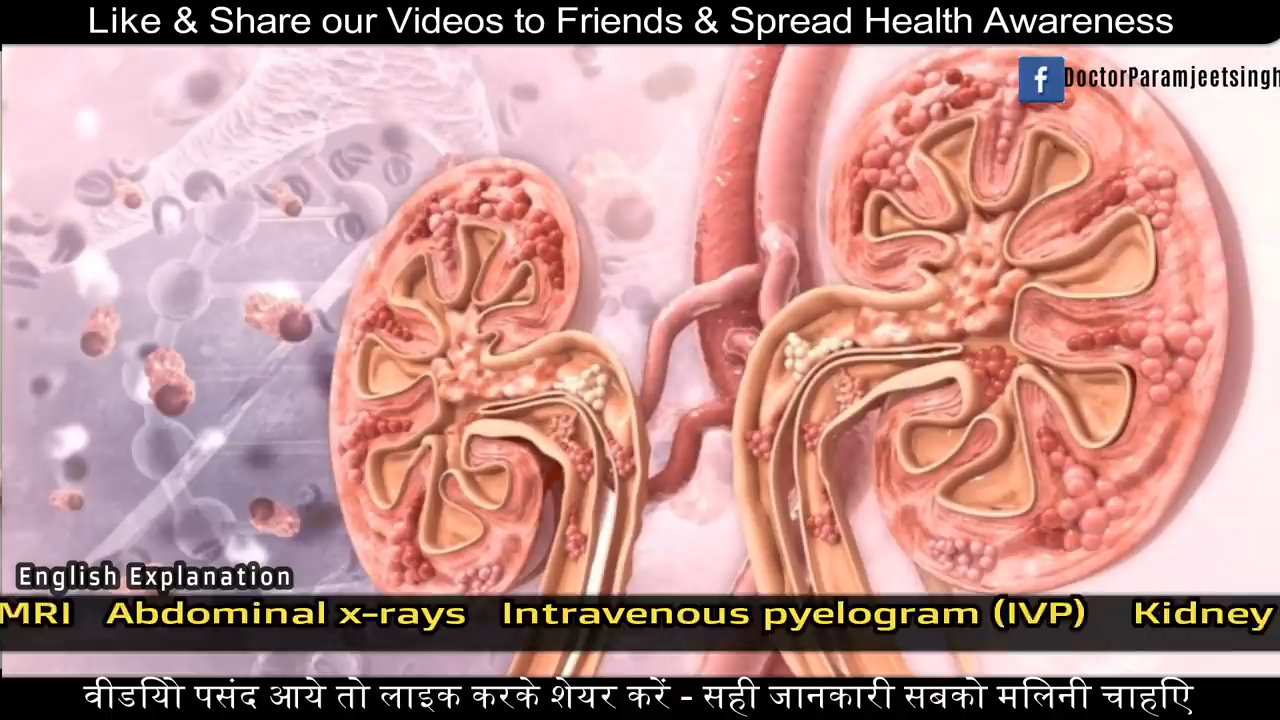 Like & Share our Videos to Friends & Spread Health Awareness
f DoctorParamjeetsingh
English Explanation
MRI Abdominal x-rays Intravenous pyelogram (IVP) Kidney
वीडियो पसंद आये तो लाइक करके शेयर करें - सही जानकारी सबको मिलनी चाहिए